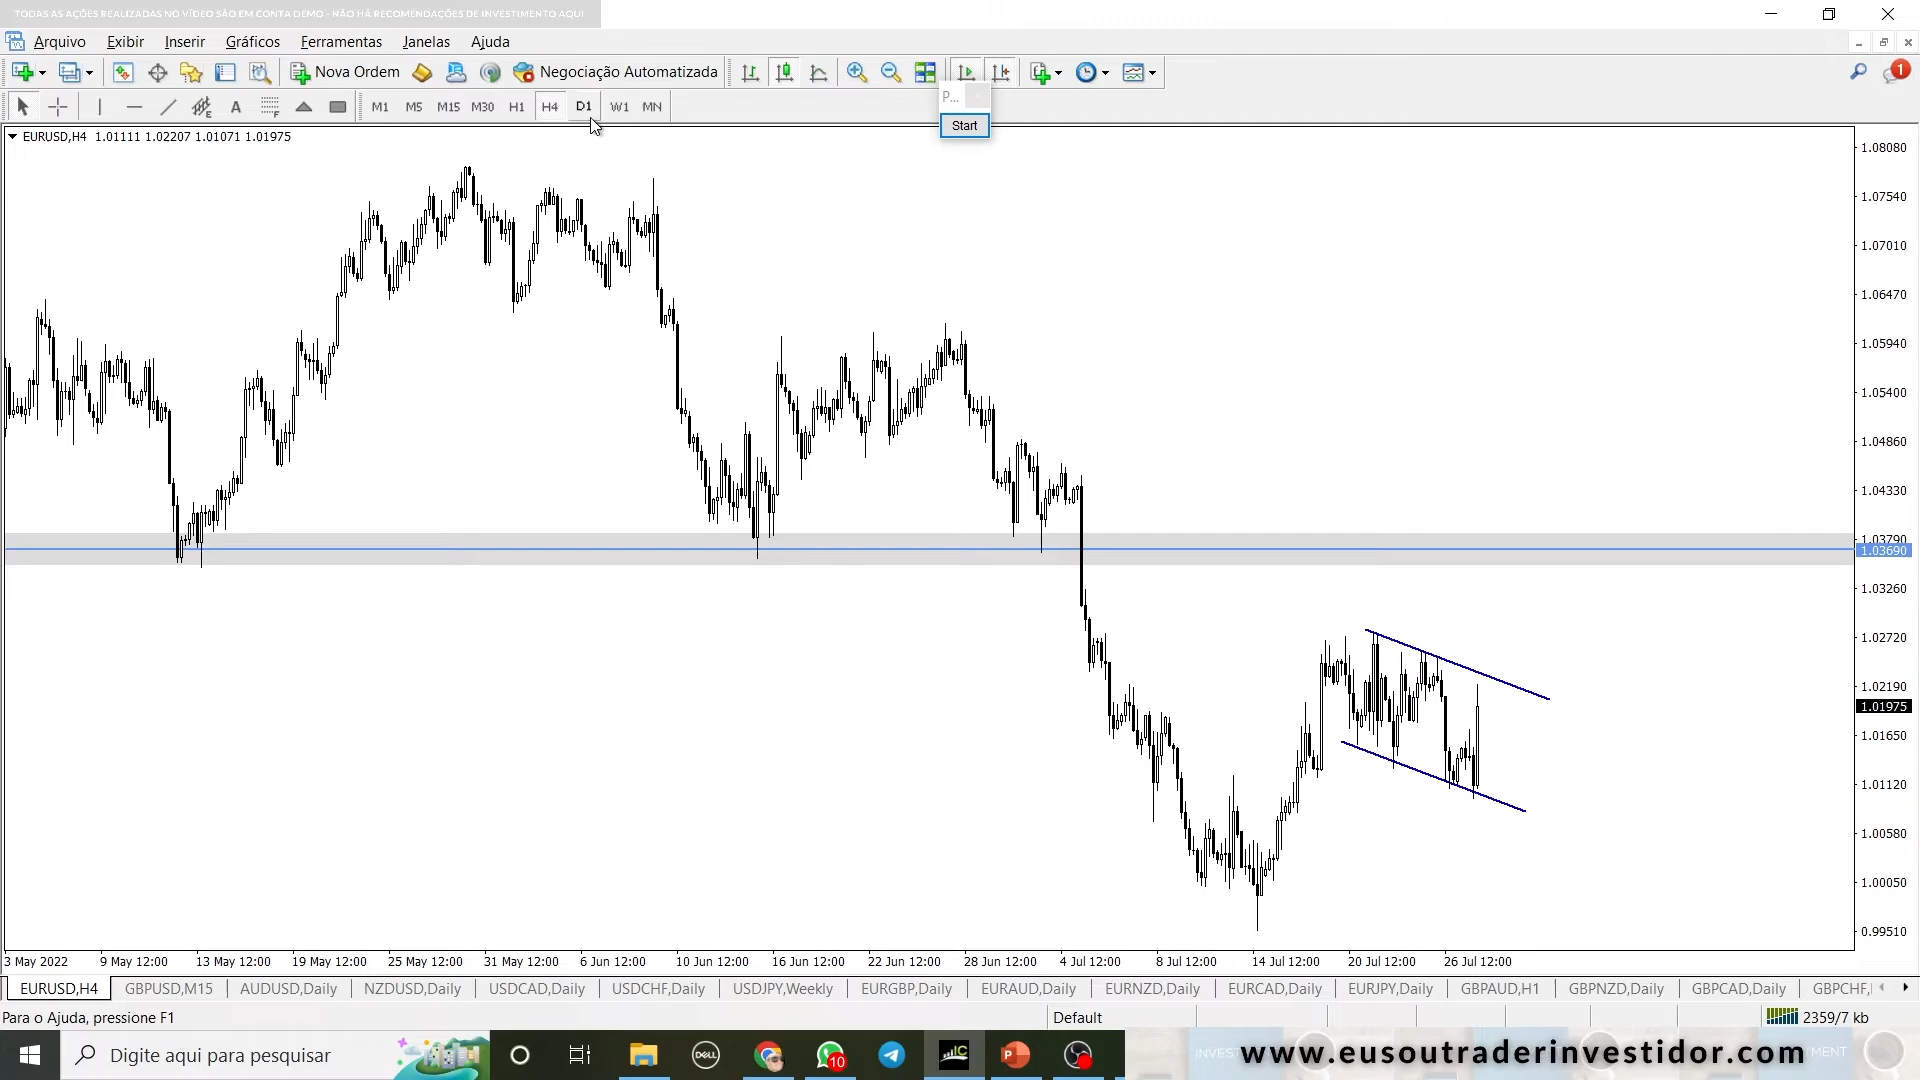 TODAS AS AÇÕES REALIZADAS NO VÍDEO SÃO EM CONTA DEMO - NÃO HÁ RECOMENDAÇÕES DE INVESTIMENTO AQUI
Arquivo Exibir Inserir Gráficos Ferramentas Janelas Ajuda
Nova Ordem Negociação Automatizada 1
A M1 M5 M15 M30 H1 H4 D1 W1 MN P...
Start
EURUSD,H4 1.01111 1.02207 1.01071 1.01975
1.08080
1.07540
1.07010
1.06470
1.05940
1.05400
1.04860
1.04330
1.03790
1.03690
1.03260
1.02720
1.02190
1.01975
1.01650
1.01120
1.00580
1.00050
0.99510
3 May 2022 9 May 12:00 13 May 12:00 19 May 12:00 25 May 12:00 31 May 12:00 6 Jun 12:00 10 Jun 12:00 16 Jun 12:00 22 Jun 12:00 28 Jun 12:00 4 Jul 12:00 8 Jul 12:00 14 Jul 12:00 20 Jul 12:00 26 Jul 12:00
EURUSD,H4 GBPUSD,M15 AUDUSD,Daily NZDUSD,Daily USDCAD,Daily USDCHF,Daily USDJPY,Weekly EURGBP,Daily EURAUD,Daily EURNZD,Daily EURCAD,Daily EURJPY,Daily GBPAUD,H1 GBPNZD,Daily GBPCAD,Daily GBPCHF,
Para o Ajuda, pressione F1 Default 2359/7 kb
Digite aqui para pesquisar DELL 10 IC P www.eusoutraderinvestidor.com